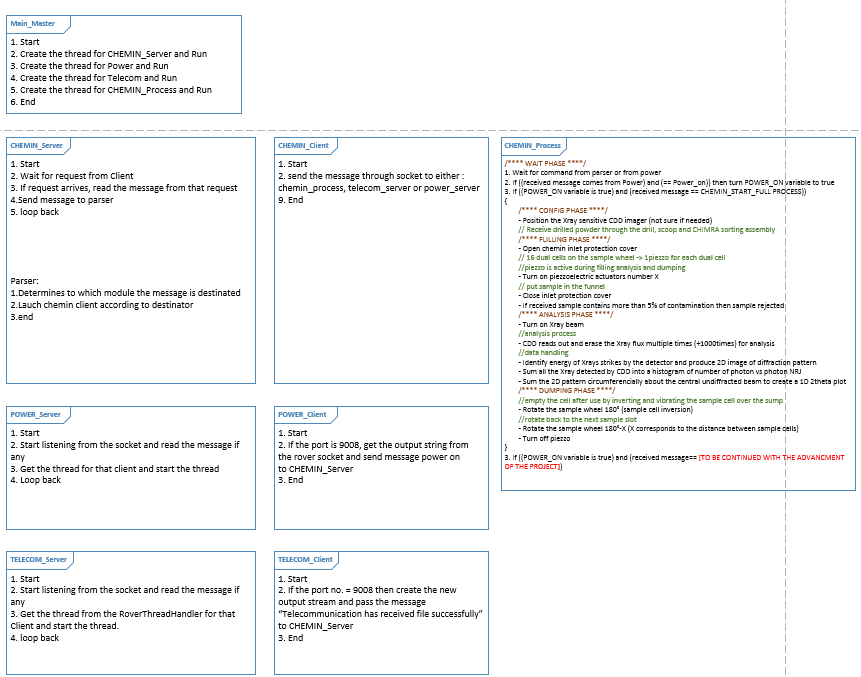 Main_Master
1. Start
2. Create the thread for CHEMIN_Server and Run
3. Create the thread for Power and Run
4. Create the thread for Telecom and Run
5. Create the thread for CHEMIN_Process and Run
6. End
CHEMIN_Server
1. Start
2. Wait for request from Client
3. If request arrives, read the message from that request
4.Send message to parser
5. loop back
Parser:
1.Determines to which module the message is destinated
2.Lauch chemin client according to destinator
3.end
CHEMIN_Client
1. Start
2. send the message through socket to either :
chemin_process, telecom_server or power_server
9. End
CHEMIN_Process
/**** WAIT PHASE ****/
1. Wait for command from parser or from power
2. If ((received message comes from Power) and (== Power_on)) then turn POWER_ON variable to true
3. If ((POWER_ON variable is true) and (received message == CHEMIN_START_FULL PROCESS))
{
/**** CONFIG PHASE ****/
- Position the Xray sensitive CDD imager (not sure if needed)
// Receive drilled powder through the drill, scoop and CHIMRA sorting assembly
/**** FULLING PHASE ****/
- Open chemin inlet protection cover
// 16 dual cells on the sample wheel -> 1piezzo for each dual cell
//piezzo is active during filling analysis and dumping
- Turn on piezzoelectric actuators number X
// put sample in the funnel
- Close inlet protection cover
- If received sample contains more than 5% of contamination then sample rejected
/**** ANALYSIS PHASE ****/
- Turn on Xray beam
//analysis process
- CDD reads out and erase the Xray flux multiple times (+1000times) for analysis
//data handling
- Identify energy of Xrays strikes by the detector and produce 2D image of diffraction pattern
- Sum all the Xray detected by CDD into a histogram of number of photon vs photon NRJ
- Sum the 2D pattern circumferencially about the central undiffracted beam to create a 1D 2theta plot
/**** DUMPING PHASE ****/
//empty the cell after use by inverting and vibrating the sample cell over the sump
- Rotate the sample wheel 180° (sample cell inversion)
//rotate back to the next sample slot
- Rotate the sample wheel 180°-X (X corresponds to the distance between sample cells)
- Turn off piezzo
}
3. If ((POWER_ON variable is true) and (received message== (TO BE CONTINUED WITH THE ADVANCMENT
OF THE PROJECT))
POWER_Server
1. Start
2. Start listening from the socket and read the message if
any
3. Get the thread for that client and start the thread
4. Loop back
POWER_Client
1. Start
2. If the port is 9008, get the output string from
the rover socket and send message power on
to CHEMIN_Server
3. End
TELECOM_Server
1. Start
2. Start listening from the socket and read the message if
any
3. Get the thread from the RoverThreadHandler for that
Client and start the thread.
4. loop back
TELECOM_Client
1. Start
2. If the port no. = 9008 then create the new
output stream and pass the message
“Telecommunication has received file successfully”
to CHEMIN_Server
3. End